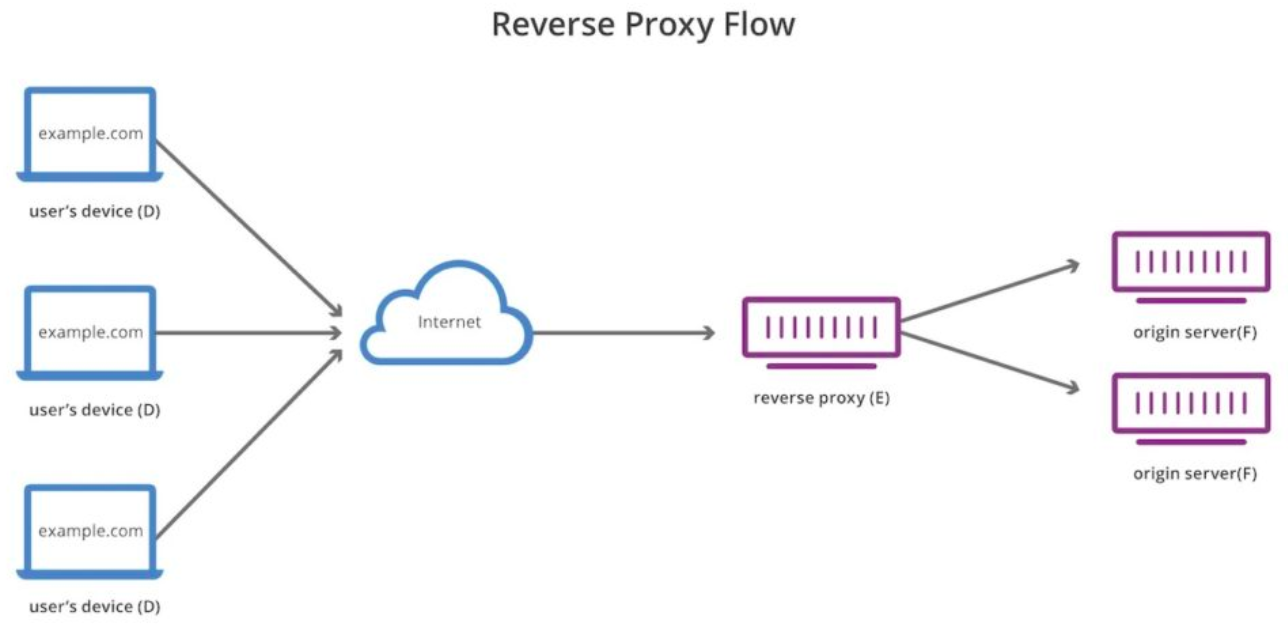 Reverse Proxy Flow
example.com
user's device (D)
example.com
user's device (D)
example.com
user's device (D)
Internet
reverse proxy (E)
origin server(F)
origin server(F)